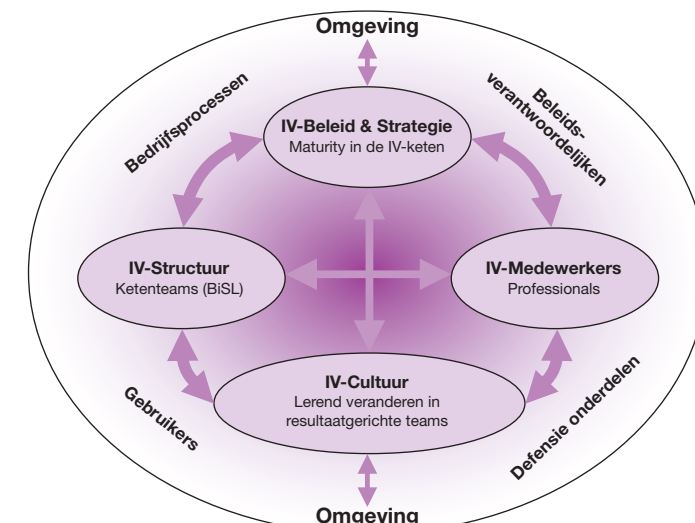 Omgeving
Bedrijfsprocessen
Beleids-
verantwoordelijken
IV-Beleid & Strategie
Maturity in de IV-keten
IV-Structuur
Ketenteams (BiSL)
IV-Medewerkers
Professionals
IV-Cultuur
Lerend veranderen in
resultaatgerichte teams
Gebruikers
Defensie onderdelen
Omgeving